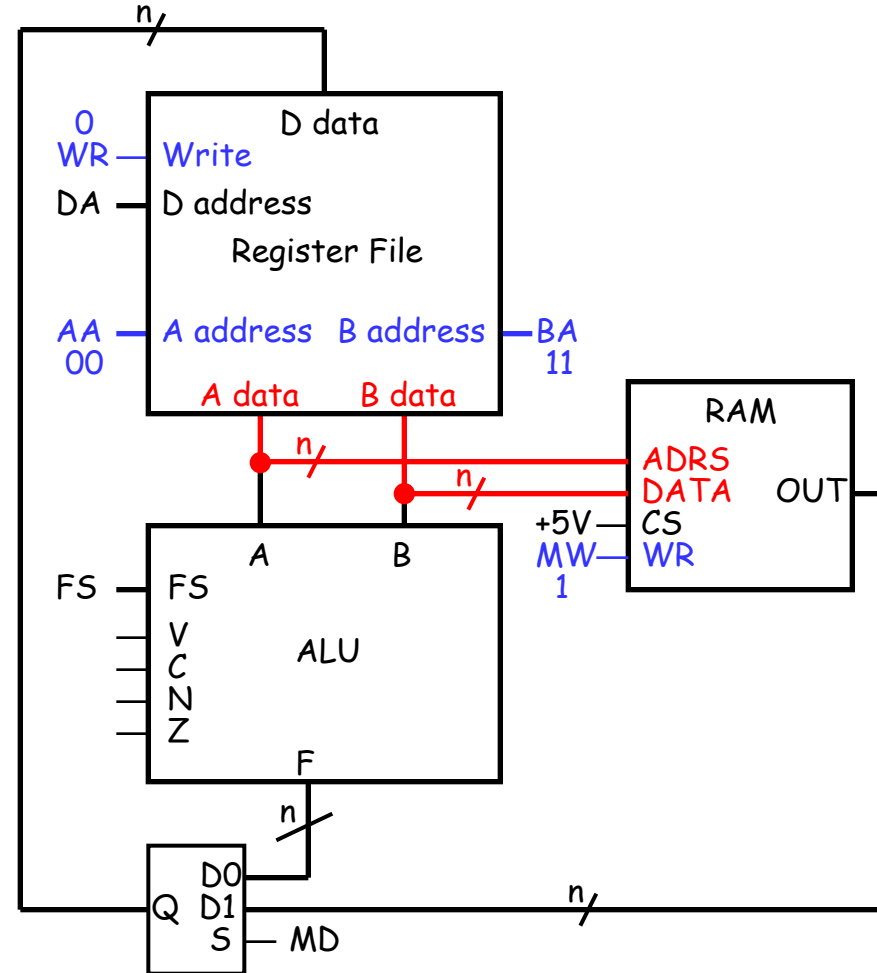 n
D data
0
WR Write
DA D address
Register File
AA A address B address BA
00 11
A data B data
RAM
n ADRS
n DATA OUT
+5V CS
A B MW WR
FS FS 1
V
ALU
C
N
Z
F
n
D0
Q D1 n
S MD